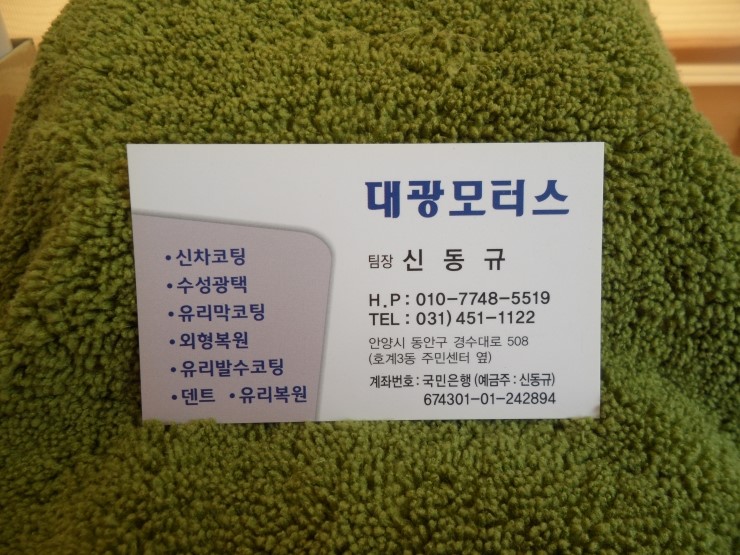 대광모터스
팀장 신동규
H.P : 010-7748-5519
TEL : 031) 451-1122
안양시 동안구 경수대로 508
(호계3동 주민센터 옆)
계좌번호 : 국민은행 (예금주 : 신동규)
674301-01-242894
•신차코팅
•수성광택
•유리막코팅
•외형복원
•유리발수코팅
•덴트 •유리복원